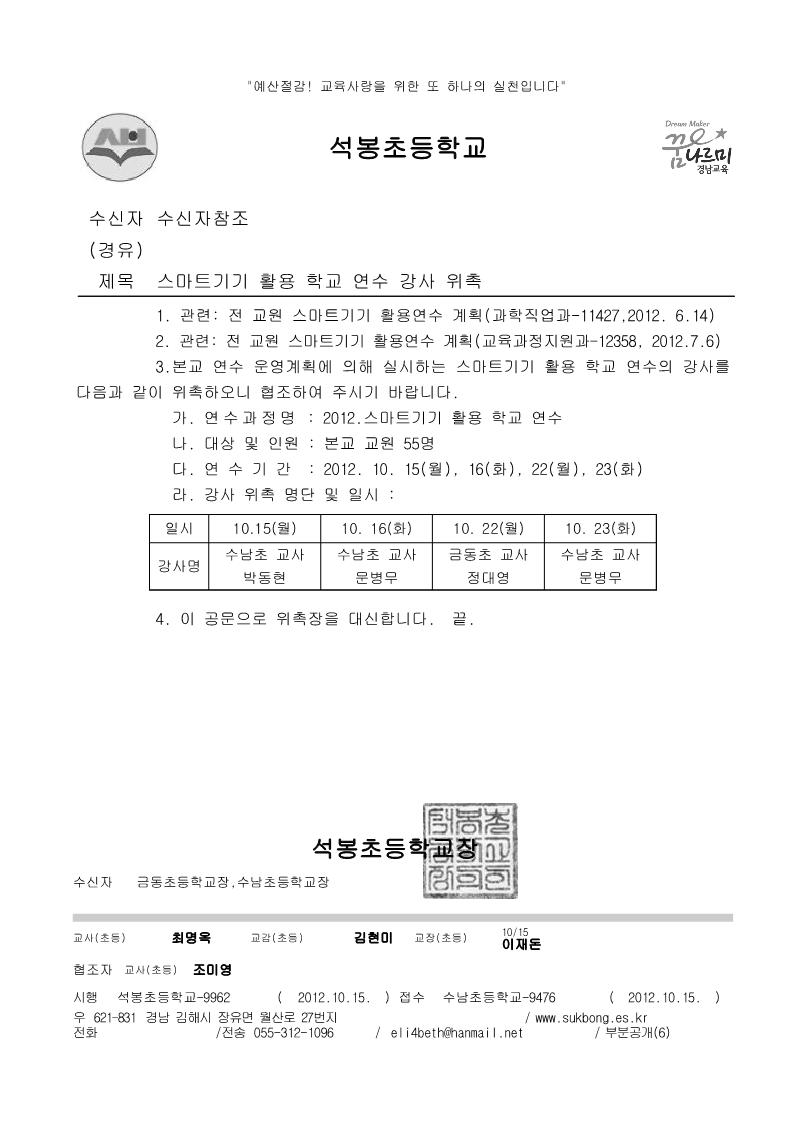 "예산절강! 교육사랑을 위한 또 하나의 실천입니다"
석봉초등학교
Dream Maker
꿈나르미
경남교육
수신자 수신자참조
(경유)
제목 스마트기기 활용 학교 연수 강사 위촉
1. 관련: 전 교원 스마트기기 활용연수 계획(과학직업과-11427,2012. 6.14)
2. 관련: 전 교원 스마트기기 활용연수 계획(교육과정지원과-12358, 2012.7.6)
3.본교 연수 운영계획에 의해 실시하는 스마트기기 활용 학교 연수의 강사를
다음과 같이 위촉하오니 협조하여 주시기 바랍니다.
가. 연수과정명 : 2012.스마트기기 활용 학교 연수
나. 대상 및 인원 : 본교 교원 55명
다. 연 수 기 간 : 2012. 10. 15(월), 16(화), 22(월), 23(화)
라. 강사 위촉 명단 및 일시 :
일시 10.15(월) 10. 16(화) 10. 22(월) 10. 23(화)
강사명 수남초 교사 박동현 수남초 교사 문병무 금동초 교사 정대영 수남초 교사 문병무
4. 이 공문으로 위촉장을 대신합니다. 끝.
석봉초등학교장
수신자 금동초등학교장,수남초등학교장
교사(초등) 최명옥 교감(초등) 김현미 교장(초등) 10/15 이재돈
협조자 교사(초등) 조미영
시행 석봉초등학교-9962 ( 2012.10.15. ) 접수 수남초등학교-9476 ( 2012.10.15. )
우 621-831 경남 김해시 장유면 월산로 27번지 / www.sukbong.es.kr
전화 /전송 055-312-1096 / eli4beth@hanmail.net / 부분공개(6)